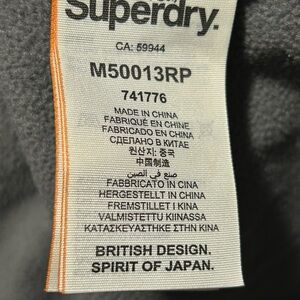 Superdry.
CA: 59944
M50013RP
741776
MADE IN CHINA
FABRIQUÉ EN CHINE
FABRICADO EN CHINA
СДЕЛАНО В КИТАЕ
원산지: 중국
中国制造
صنع في الصين
FABBRICATO IN CINA
HERGESTELLT IN CHINA
FREMSTILLET I KINA
VALMISTETTU KIINASSA
ΚΑΤΑΣΚΕΥΑΣΤΗΚΕ ΣΤΗΝ ΚΙΝΑ
BRITISH DESIGN.
SPIRIT OF JAPAN.